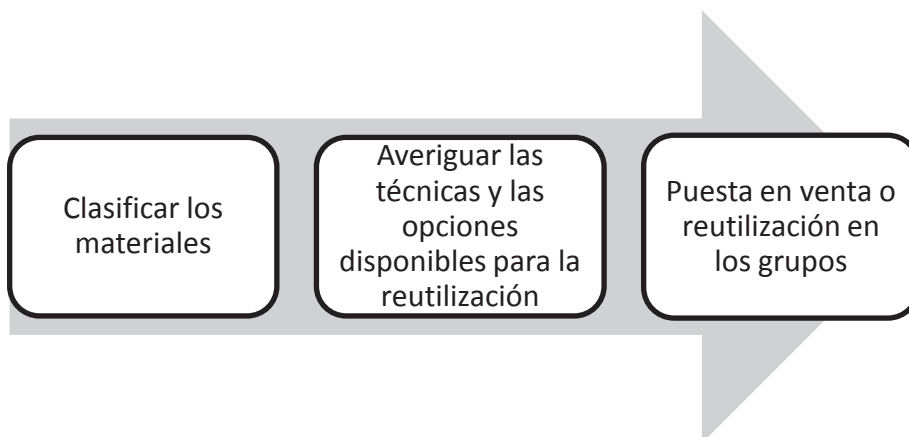 Clasificar los
materiales
Averiguar las
técnicas y las
opciones
disponibles para la
reutilización
Puesta en venta o
reutilización en
los grupos